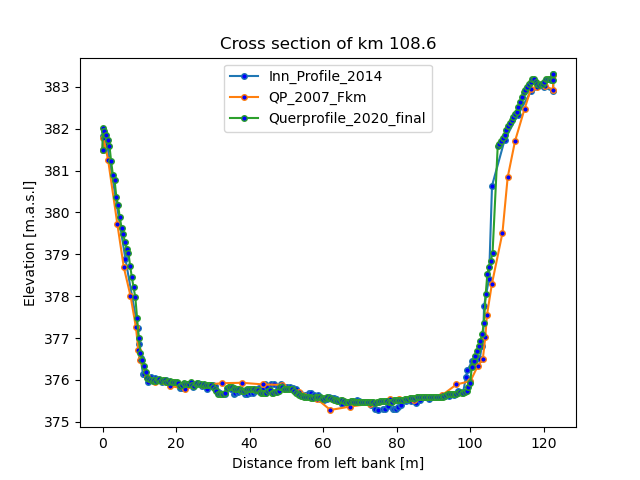 Cross section of km 108.6
Inn_Profile_2014
QP_2007_Fkm
Querprofile_2020_final
Elevation [m.a.s.l]
383
382
381
380
379
378
377
376
375
0 20 40 60 80 100 120
Distance from left bank [m]